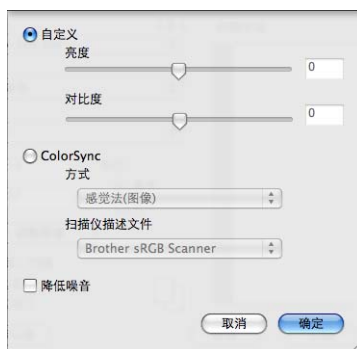 自定义
亮度
0
对比度
0
ColorSync
方式
感觉法(图像)
扫描仪描述文件
Brother sRGB Scanner
降低噪音
取消 确定